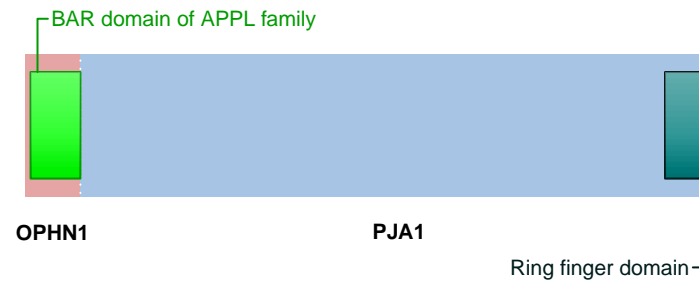 BAR domain of APPL family
OPHN1
PJA1
Ring finger domain